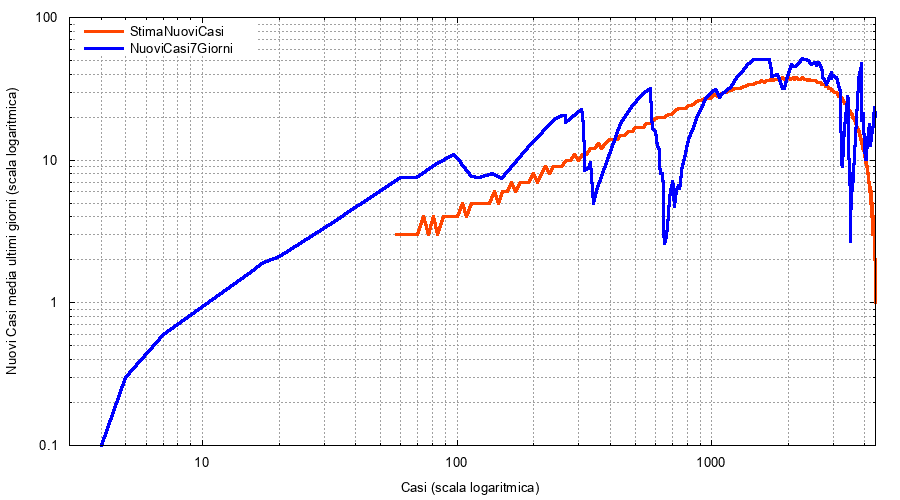 StimaNuoviCasi
NuoviCasi7Giorni
Nuovi Casi media ultimi giorni (scala logaritmica)
100
10
1
0.1
10
100
1000
Casi (scala logaritmica)